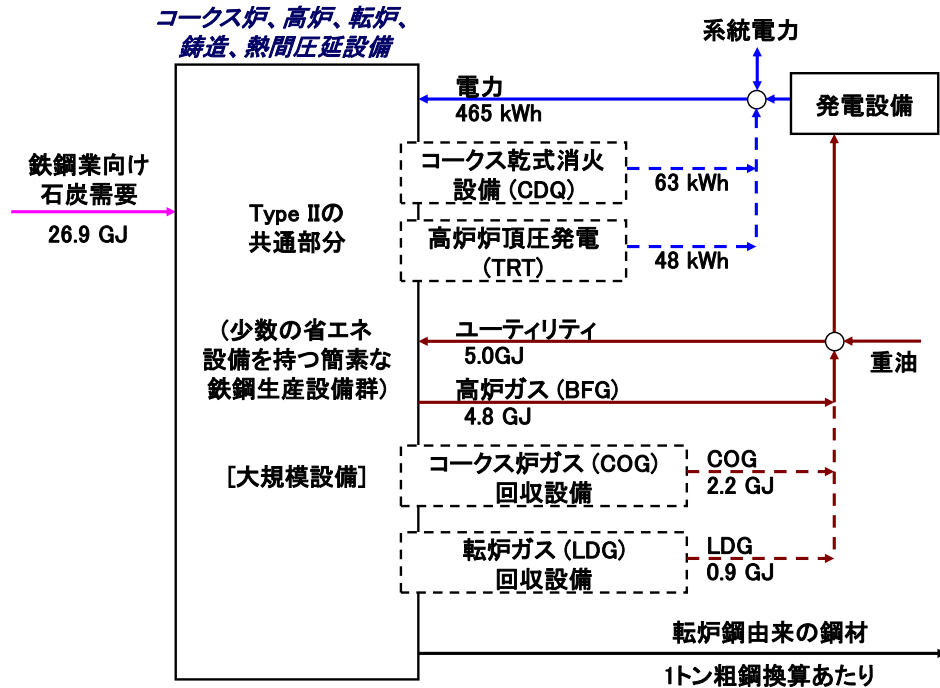 コークス炉、高炉、転炉、
鋳造、熱間圧延設備
系統電力
電力
465 kWh
発電設備
鉄鋼業向け
石炭需要
26.9 GJ
コークス乾式消火
設備 (CDQ)
63 kWh
Type IIの
共通部分
高炉炉頂圧発電
(TRT)
48 kWh
(少数の省エネ
設備を持つ簡素な
鉄鋼生産設備群)
ユーティリティ
5.0GJ
重油
高炉ガス (BFG)
4.8 GJ
[大規模設備]
コークス炉ガス (COG)
回収設備
COG
2.2 GJ
転炉ガス (LDG)
回収設備
LDG
0.9 GJ
転炉鋼由来の鋼材
1トン粗鋼換算あたり